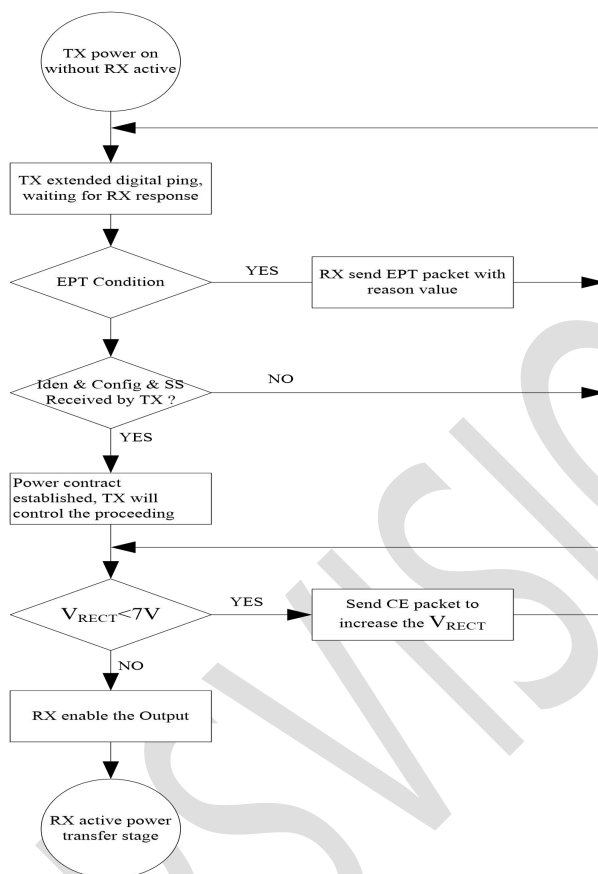 TX power on
without RX active
TX extended digital ping,
waiting for RX response
EPT Condition
YES
RX send EPT packet with
reason value
Iden & Config & SS
Received by TX ?
NO
YES
Power contract
established, TX will
control the proceeding
VRECT<7V
YES
Send CE packet to
increase the VRECT
NO
RX enable the Output
RX active power
transfer stage